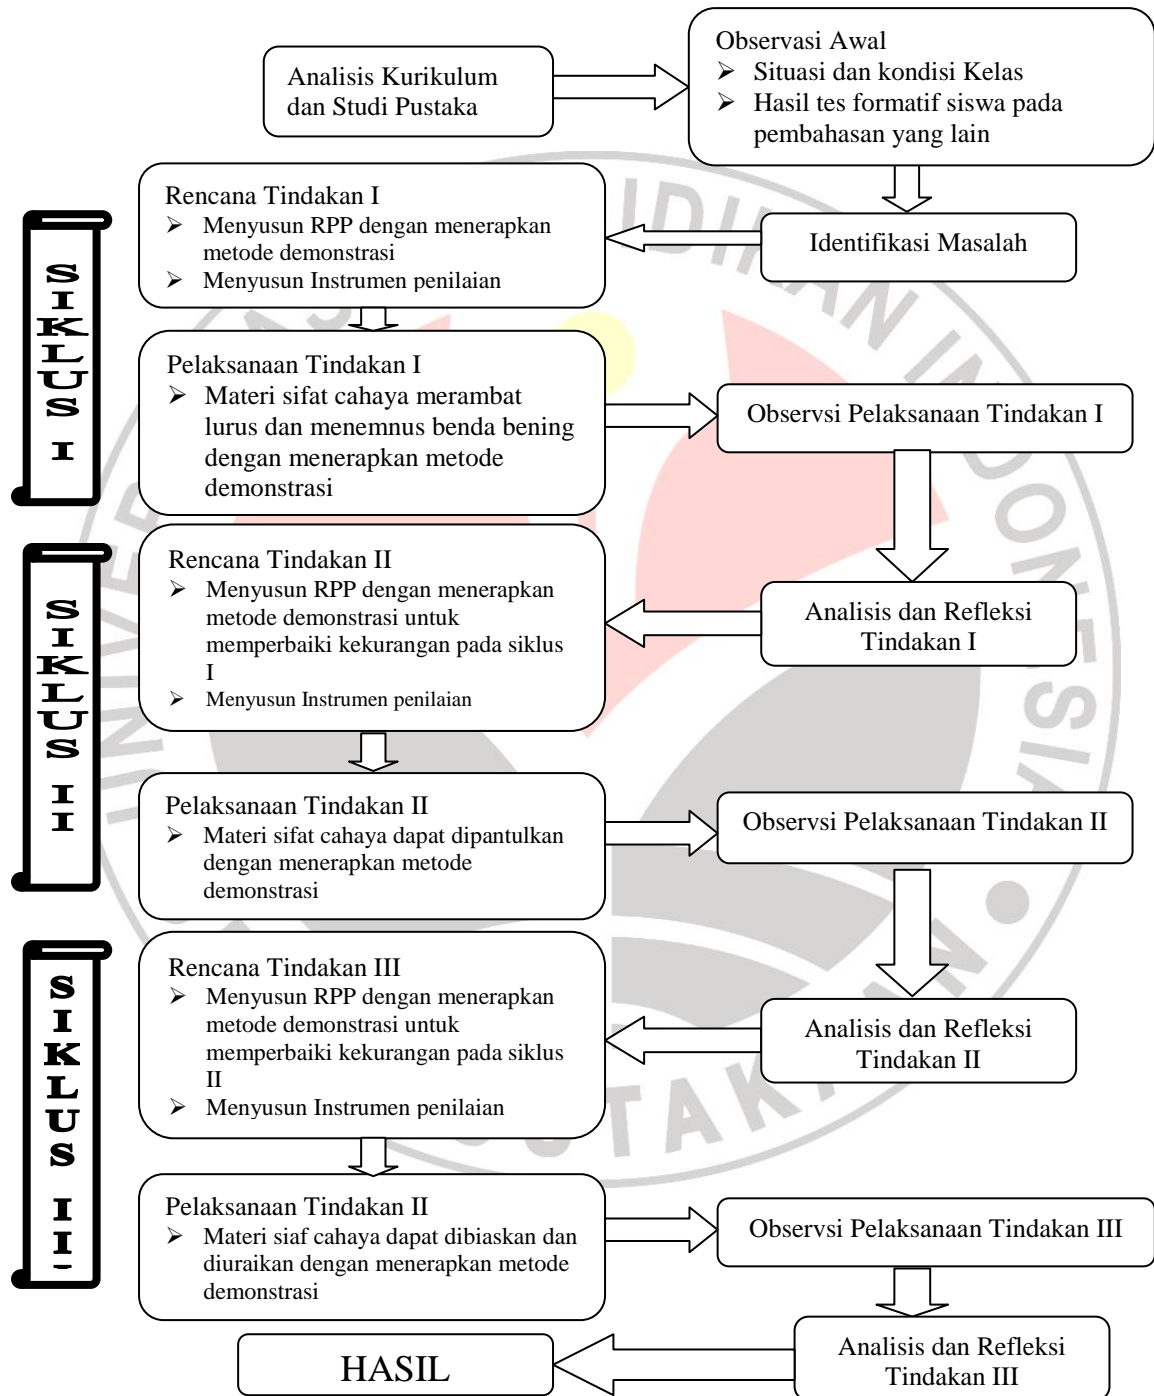 Analisis Kurikulum
dan Studi Pustaka
Observasi Awal
➢ Situasi dan kondisi Kelas
➢ Hasil tes formatif siswa pada
pembahasan yang lain
Identifikasi Masalah
SIKLUS I
Rencana Tindakan I
➢ Menyusun RPP dengan menerapkan
metode demonstrasi
➢ Menyusun Instrumen penilaian
Pelaksanaan Tindakan I
➢ Materi sifat cahaya merambat
lurus dan menemnus benda bening
dengan menerapkan metode
demonstrasi
Observsi Pelaksanaan Tindakan I
Analisis dan Refleksi
Tindakan I
SIKLUS II
Rencana Tindakan II
➢ Menyusun RPP dengan menerapkan
metode demonstrasi untuk
memperbaiki kekurangan pada siklus
I
➢ Menyusun Instrumen penilaian
Pelaksanaan Tindakan II
➢ Materi sifat cahaya dapat dipantulkan
dengan menerapkan metode
demonstrasi
Observsi Pelaksanaan Tindakan II
Analisis dan Refleksi
Tindakan II
SIKLUS III
Rencana Tindakan III
➢ Menyusun RPP dengan menerapkan
metode demonstrasi untuk
memperbaiki kekurangan pada siklus
II
➢ Menyusun Instrumen penilaian
Pelaksanaan Tindakan II
➢ Materi siaf cahaya dapat dibiaskan dan
diuraikan dengan menerapkan metode
demonstrasi
Observsi Pelaksanaan Tindakan III
Analisis dan Refleksi
Tindakan III
HASIL
INDONESIA